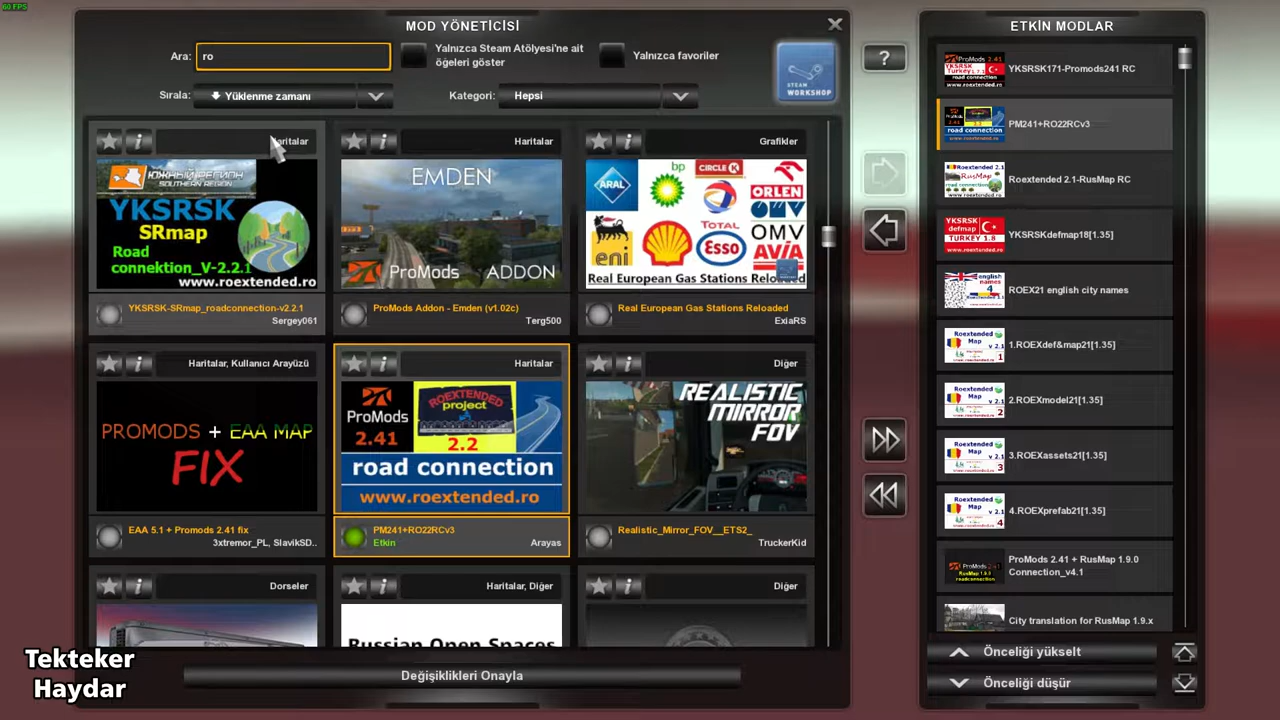 60 FPS
MOD YÖNETİCİSİ
Ara:
ro
Yalnızca Steam Atölyesi'ne ait
öğeleri göster
Yalnızca favoriler
STEAM
WORKSHOP
Sırala:
Yüklenme zamanı
Kategori:
Hepsi
Haritalar
ЮЖНЫЙ РЕГИОН
SOUTHERN REGION
YKSRSK
SRmap
Road
connektion_V-2.2.1
www.roextended.ro
YKSRSK-SRmap_roadconnection-v2.21
Sergey061
Haritalar
EMDEN
ProMods ADDON
ProMods Addon - Emden (v1.02c)
Terg500
Grafikler
ARAL
bp
CIRCLE K
ORLEN
OMV
TOTAL
eni
Esso
OMV
AVIA
Real European Gas Stations Reloaded
Real European Gas Stations Reloaded
ExiaRS
Haritalar, Kullanıcı arayüzü
PROMODS + EAA MAP
FIX
EAA 5.1 + Promods 2.41 fix
3xtremor_PL, SlavikSD..
Haritalar
ProMods
2.41
ROEXTENDED
project
2.2
road connection
www.roextended.ro
PM241+RO22RCv3
Etkin
Arayas
Diğer
REALISTIC
MIRROR
FOV
Realistic_Mirror_FOV__ETS2_
TruckerKid
Dorseler
Haritalar, Diğer
Russian Open Spaces
Diğer
Değişiklikleri Onayla
?
ETKİN MODLAR
YKSRSK171-Promods241 RC
PM241+RO22RCv3
Roextended 2.1-RusMap RC
YKSRSKdefmap18[1.35]
ROEX21 english city names
1.ROEXdef&map21[1.35]
2.ROEXmodel21[1.35]
3.ROEXassets21[1.35]
4.ROEXprefab21[1.35]
ProMods 2.41 + RusMap 1.9.0
Connection_v4.1
City translation for RusMap 1.9.x
Önceliği yükselt
Önceliği düşür
Tekteker
Haydar